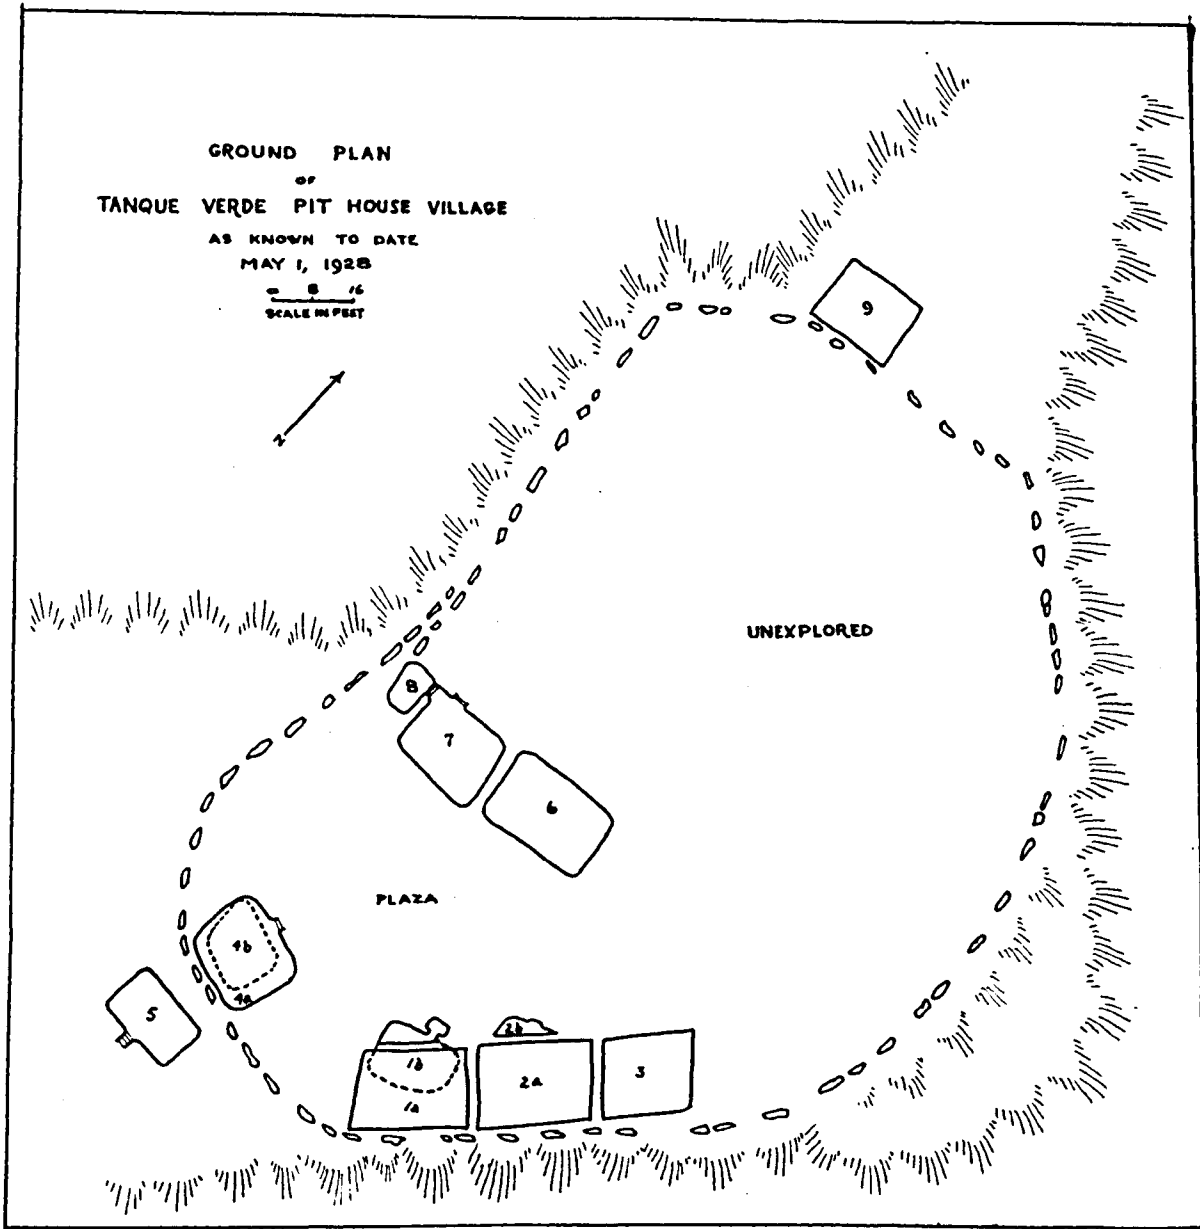 GROUND PLAN
OF
TANQUE VERDE PIT HOUSE VILLAGE
AS KNOWN TO DATE
MAY 1, 1928
0 8 16
SCALE IN FEET
N
9
UNEXPLORED
8
7
6
PLAZA
4b
4a
5
1b
1a
2b
2a
3